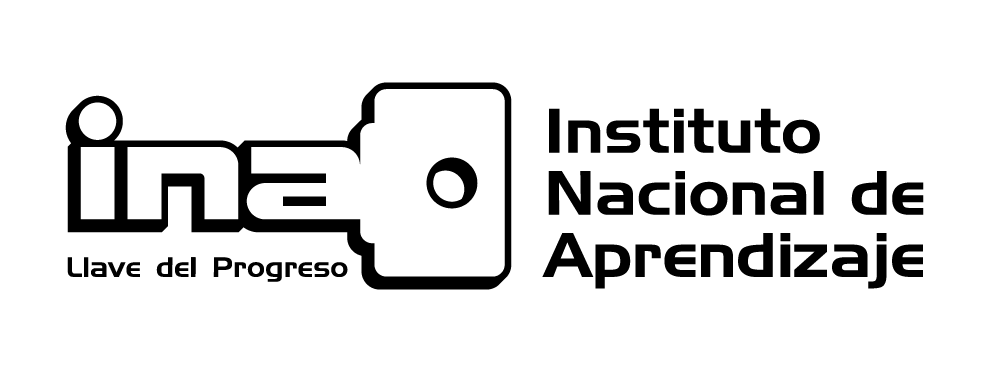 ina
Llave del Progreso
Instituto
Nacional de
Aprendizaje